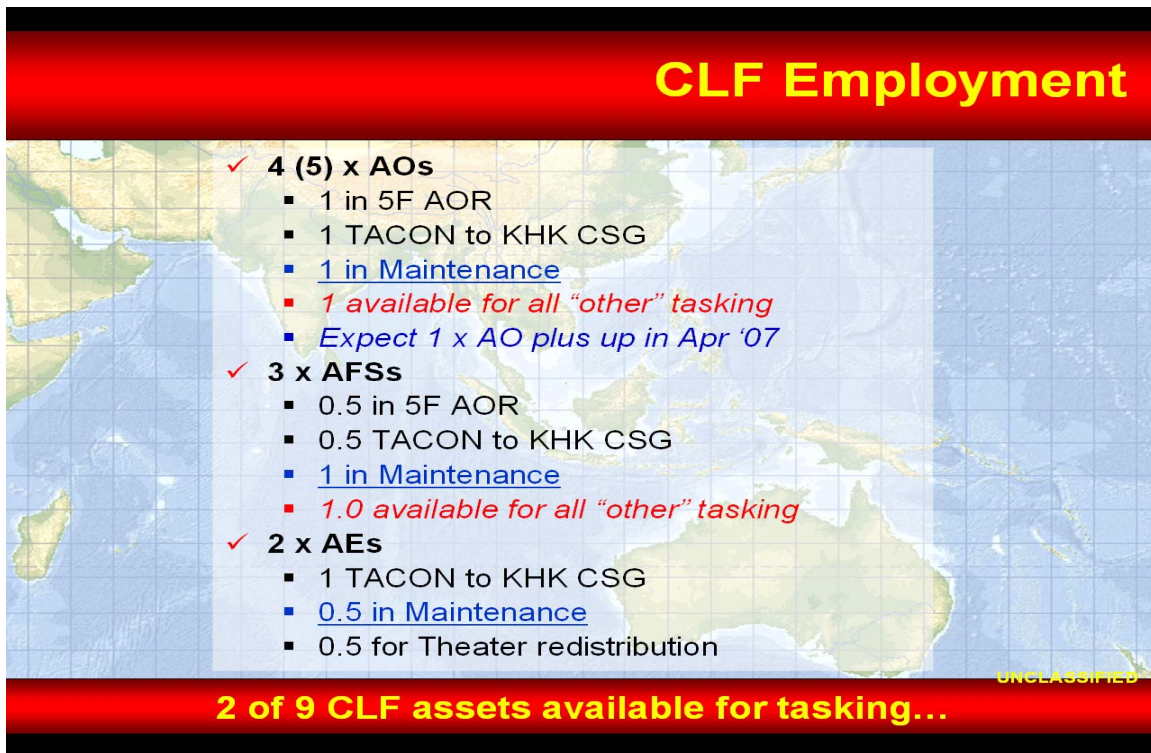 CLF Employment
✓ 4 (5) x AOs
▪ 1 in 5F AOR
▪ 1 TACON to KHK CSG
▪ 1 in Maintenance
▪ 1 available for all “other” tasking
▪ Expect 1 x AO plus up in Apr ‘07
✓ 3 x AFSs
▪ 0.5 in 5F AOR
▪ 0.5 TACON to KHK CSG
▪ 1 in Maintenance
▪ 1.0 available for all “other” tasking
✓ 2 x AEs
▪ 1 TACON to KHK CSG
▪ 0.5 in Maintenance
▪ 0.5 for Theater redistribution
UNCLASSIFIED
2 of 9 CLF assets available for tasking…